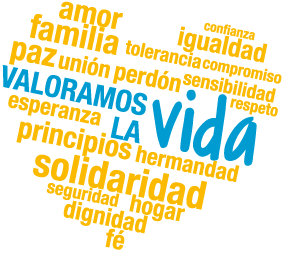 amor
confianza
familia
igualdad
paz unión
tolerancia
compromiso
perdón
sensibilidad
VALORAMOS
respeto
esperanza
LA
vida
principios
hermandad
solidaridad
seguridad
hogar
dignidad
fé